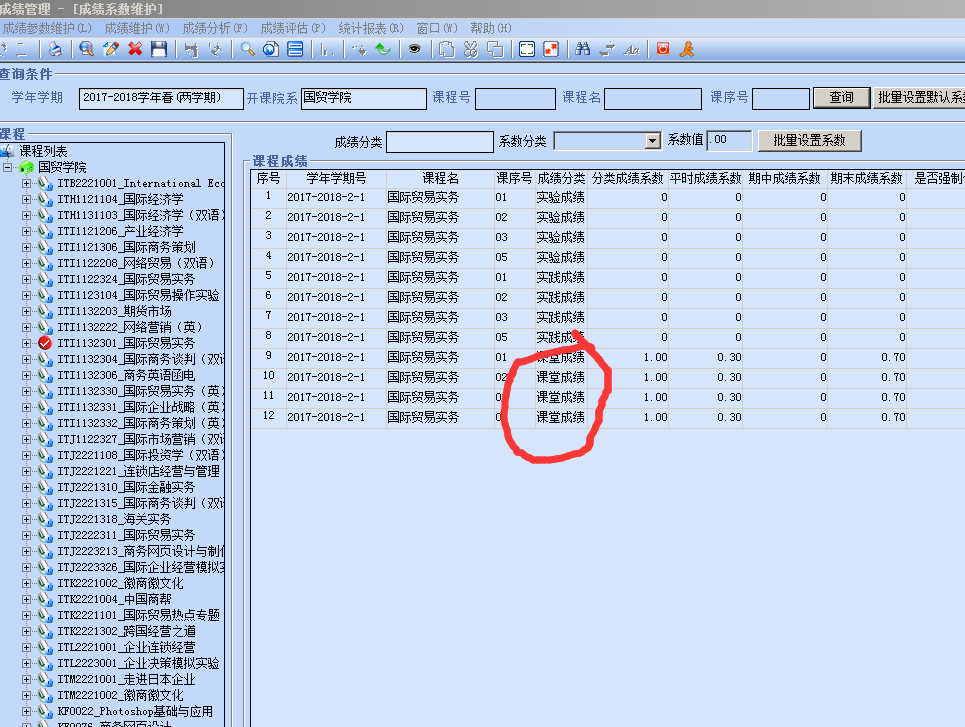 成绩管理 - [成绩系数维护]
成绩参数维护(L) 成绩维护(W) 成绩分析(F) 成绩评估(P) 统计报表(R) 窗口(W) 帮助(H)
查询条件
学年学期 2017-2018学年春(两学期) 开课院系 国贸学院 课程号 课程名 课序号 查询 批量设置默认系
课程
成绩分类 系数分类 系数值 .00 批量设置系数
课程列表
国贸学院
ITB2221001_International Eco
ITH1121104_国际经济学
ITH1131103_国际经济学（双语）
ITI1121206_产业经济学
ITI1121306_国际商务策划
ITI1122208_网络贸易（双语）
ITI1122324_国际贸易实务
ITI1123104_国际贸易操作实验
ITI1132203_期货市场
ITI1132222_网络营销（英）
ITI1132301_国际贸易实务
ITI1132304_国际商务谈判（双语
ITI1132306_商务英语函电
ITI1132330_国际贸易实务（英）
ITI1132331_国际企业战略（英）
ITI1132332_国际商务策划（英）
ITJ1122327_国际市场营销（双语
ITJ2221108_国际投资学（双语）
ITJ2221221_连锁店经营与管理
ITJ2221310_国际金融实务
ITJ2221315_国际商务谈判（双语
ITJ2221318_海关实务
ITJ2222311_国际贸易实务
ITJ2223213_商务网页设计与制作
ITJ2223326_国际企业经营模拟实
ITK2221002_徽商徽文化
ITK2221004_中国商帮
ITK2221101_国际贸易热点专题
ITK2221302_跨国经营之道
ITL2221001_企业连锁经营
ITL2223001_企业决策模拟实验
ITM2221001_走进日本企业
ITM2221002_徽商徽文化
KF0022_Photoshop基础与应用
KF0076_商务网页设计
课程成绩
序号 学年学期号 课程名 课序号 成绩分类 分类成绩系数 平时成绩系数 期中成绩系数 期末成绩系数 是否强制
1 2017-2018-2-1 国际贸易实务 01 实验成绩 0 0 0 0
2 2017-2018-2-1 国际贸易实务 02 实验成绩 0 0 0 0
3 2017-2018-2-1 国际贸易实务 03 实验成绩 0 0 0 0
4 2017-2018-2-1 国际贸易实务 05 实验成绩 0 0 0 0
5 2017-2018-2-1 国际贸易实务 01 实践成绩 0 0 0 0
6 2017-2018-2-1 国际贸易实务 02 实践成绩 0 0 0 0
7 2017-2018-2-1 国际贸易实务 03 实践成绩 0 0 0 0
8 2017-2018-2-1 国际贸易实务 05 实践成绩 0 0 0 0
9 2017-2018-2-1 国际贸易实务 01 课堂成绩 1.00 0.30 0 0.70
10 2017-2018-2-1 国际贸易实务 02 课堂成绩 1.00 0.30 0 0.70
11 2017-2018-2-1 国际贸易实务 0 课堂成绩 1.00 0.30 0 0.70
12 2017-2018-2-1 国际贸易实务 0 课堂成绩 1.00 0.30 0 0.70